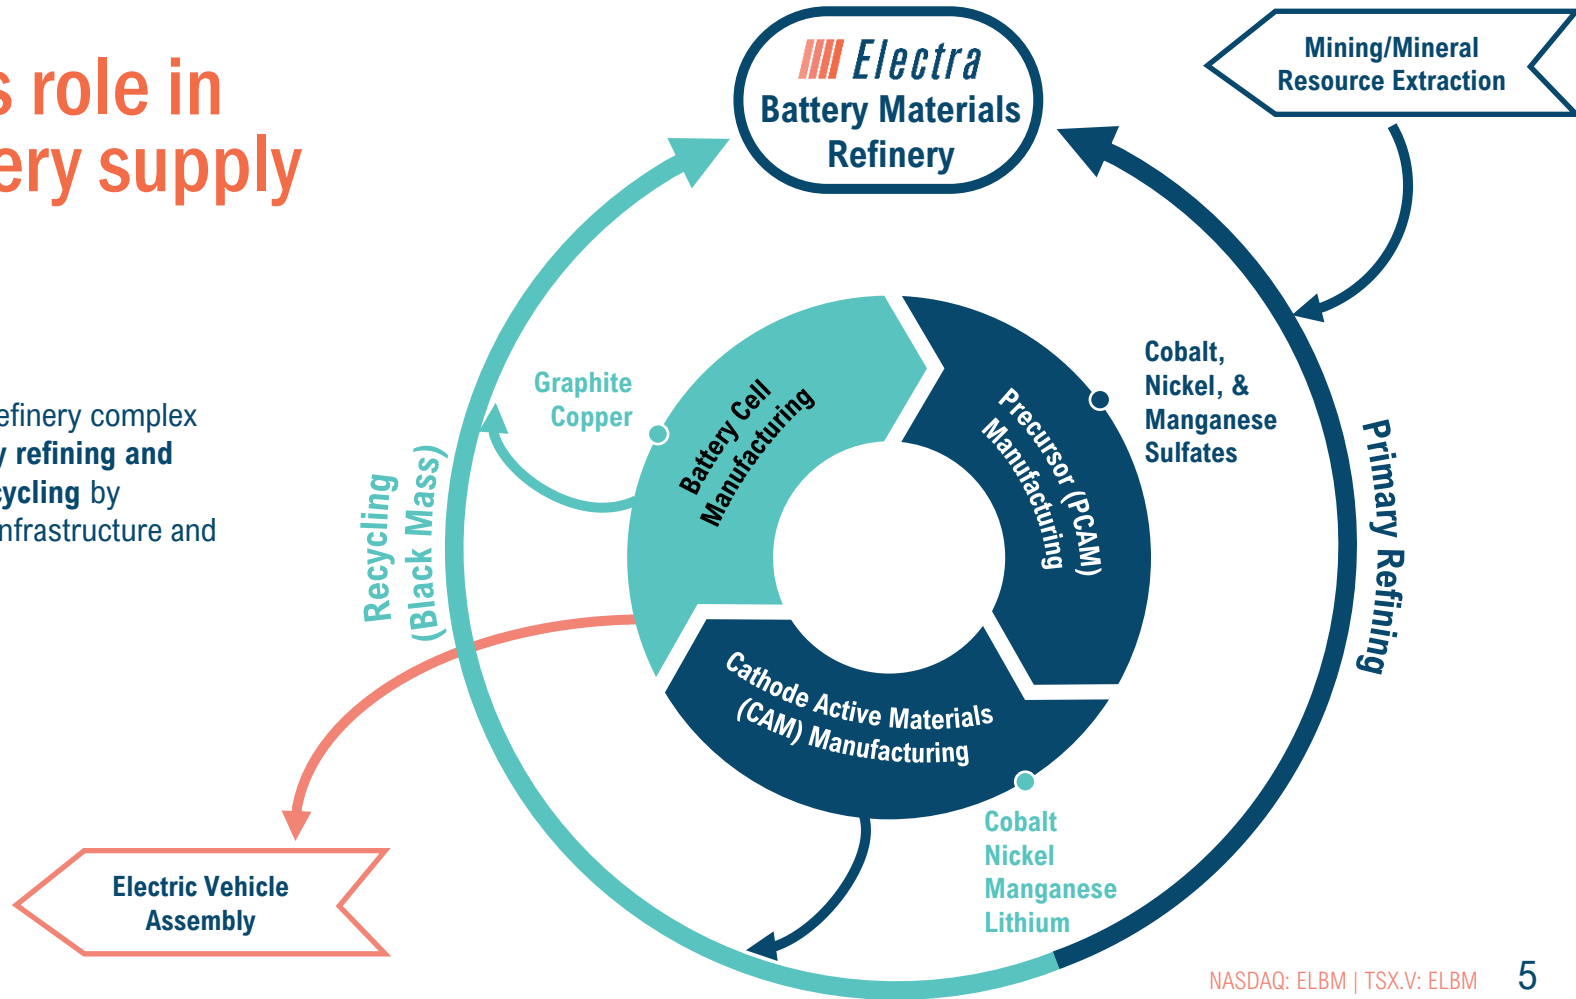 s role in
ery supply
efinery complex
y refining and
cycling by
nfrastructure and
Electra
Battery Materials
Refinery
Mining/Mineral
Resource Extraction
Graphite
Copper
Battery Cell
Manufacturing
Precursor (PCAM)
Manufacturing
Cobalt,
Nickel, &
Manganese
Sulfates
Primary Refining
Recycling
(Black Mass)
Cathode Active Materials
(CAM) Manufacturing
Cobalt
Nickel
Manganese
Lithium
Electric Vehicle
Assembly
NASDAQ: ELBM | TSX.V: ELBM 5